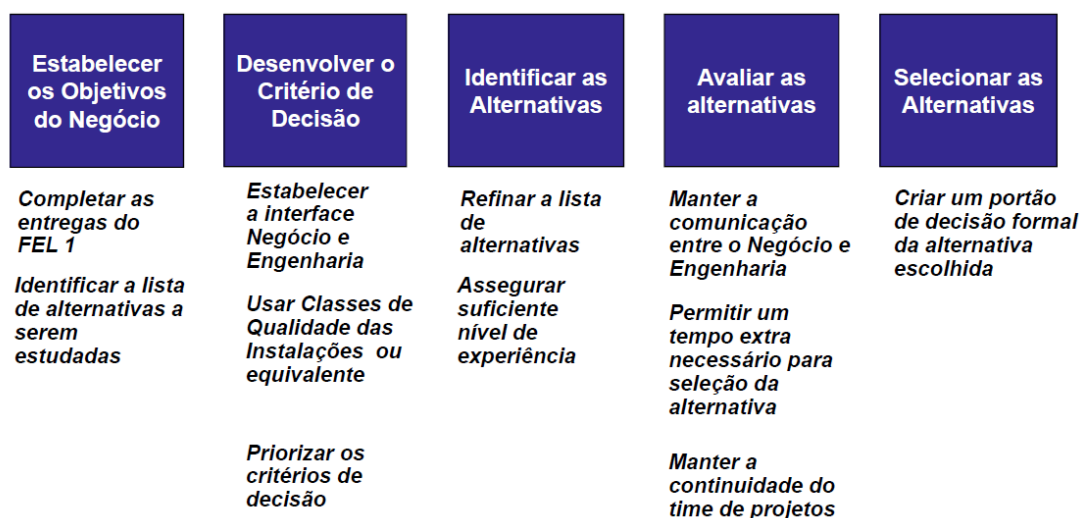 Estabelecer
os Objetivos
do Negócio
Desenvolver o
Critério de
Decisão
Identificar as
Alternativas
Avaliar as
alternativas
Selecionar as
Alternativas
Completar as
entregas do
FEL 1
Identificar a lista
de alternativas a
serem
estudadas
Estabelecer
a interface
Negócio e
Engenharia
Usar Classes de
Qualidade das
Instalações ou
equivalente
Priorizar os
critérios de
decisão
Refinar a lista
de
alternativas
Assegurar
suficiente
nível de
experiência
Manter a
comunicação
entre o Negócio e
Engenharia
Permitir um
tempo extra
necessário para
seleção da
alternativa
Manter a
continuidade do
time de projetos
Criar um portão
de decisão formal
da alternativa
escolhida